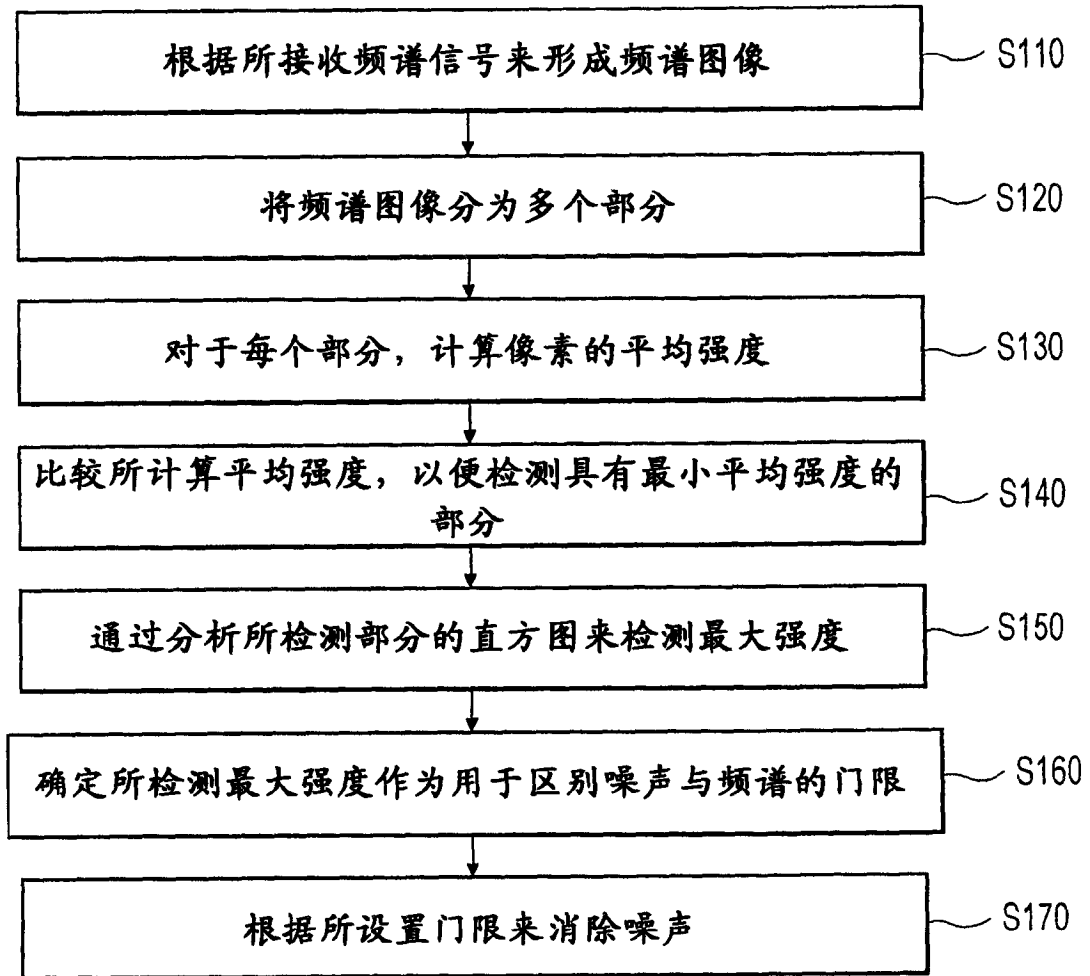 根据所接收频谱信号来形成频谱图像
S110
将频谱图像分为多个部分
S120
对于每个部分，计算像素的平均强度
S130
比较所计算平均强度，以便检测具有最小平均强度的
部分
S140
通过分析所检测部分的直方图来检测最大强度
S150
确定所检测最大强度作为用于区别噪声与频谱的门限
S160
根据所设置门限来消除噪声
S170